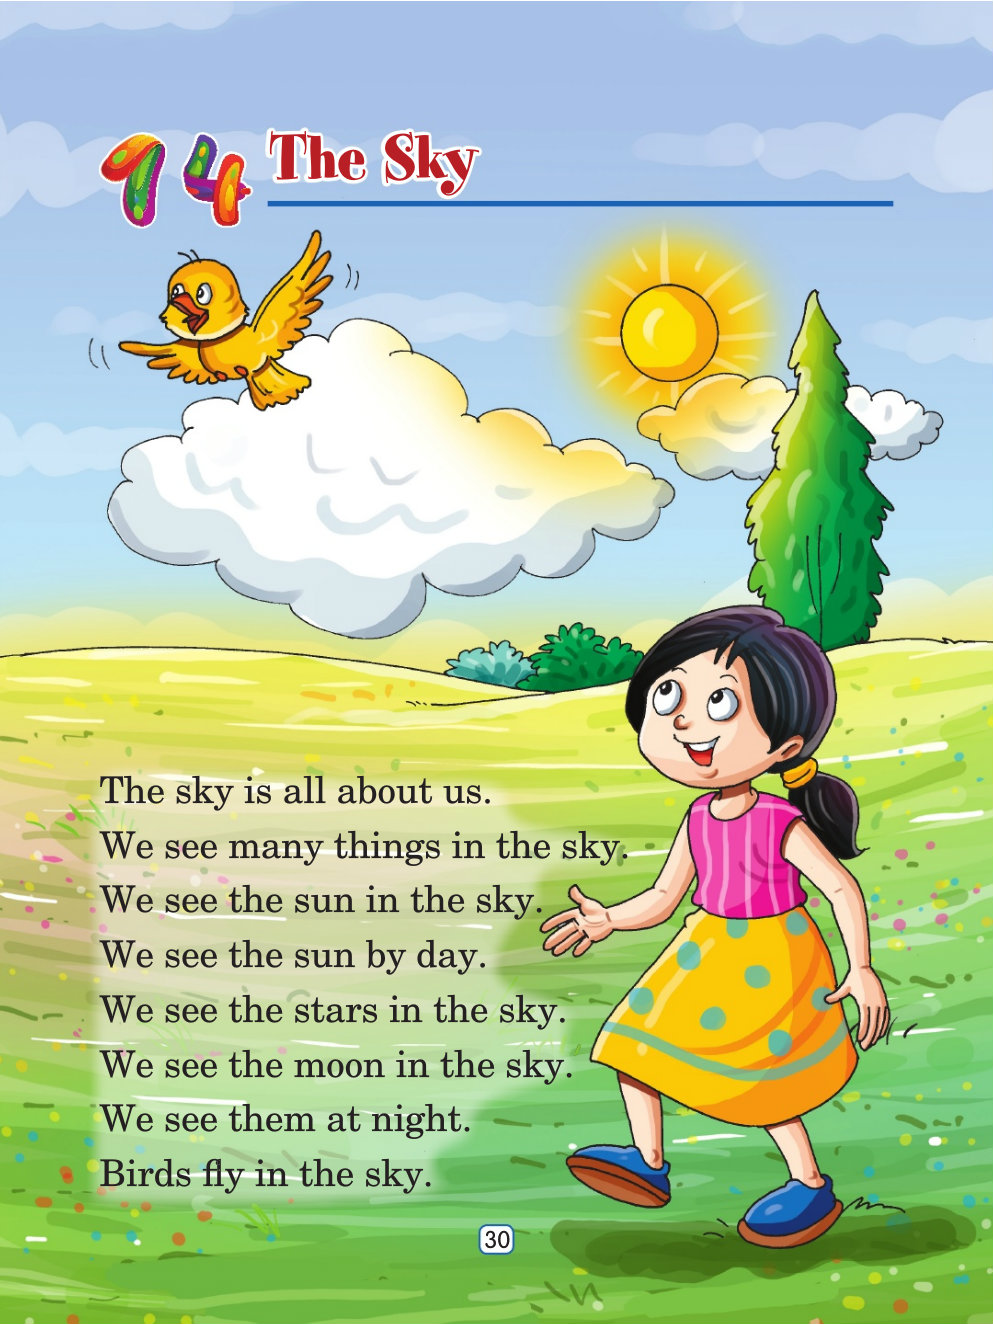 14 The Sky
The sky is all about us.
We see many things in the sky.
We see the sun in the sky.
We see the sun by day.
We see the stars in the sky.
We see the moon in the sky.
We see them at night.
Birds fly in the sky.
30